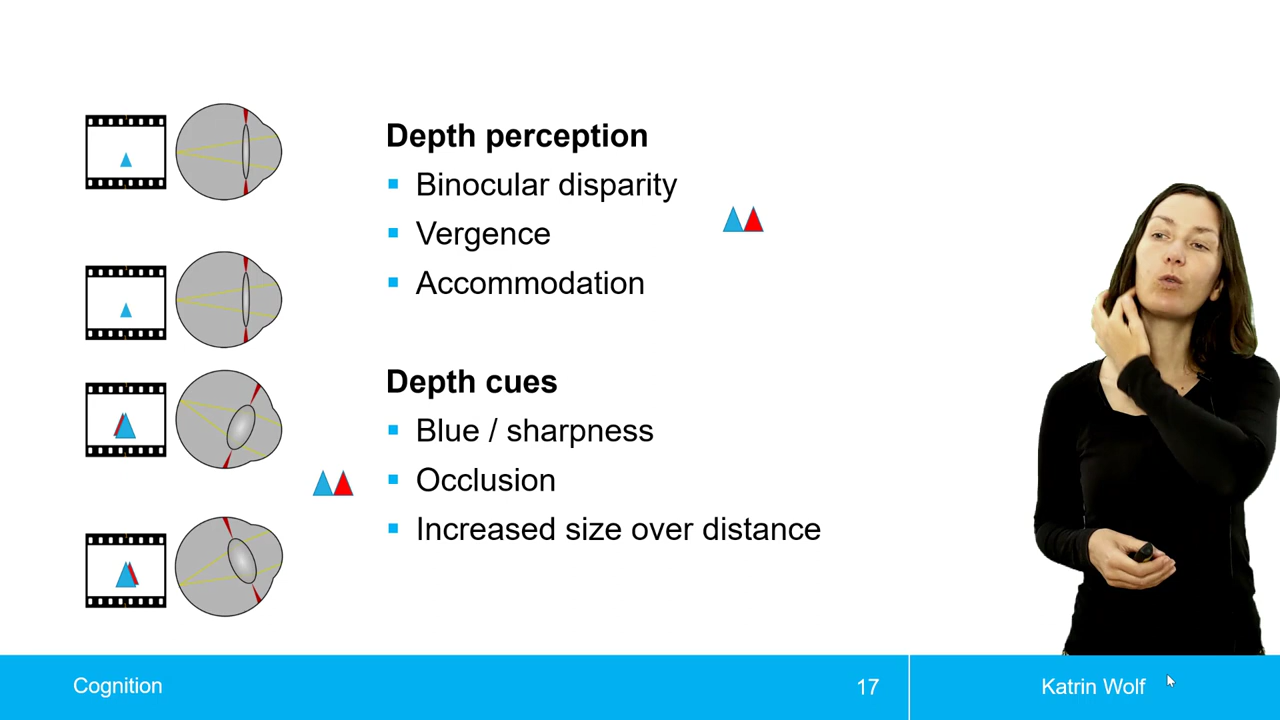 Depth perception
Binocular disparity
Vergence
Accommodation
Depth cues
Blue / sharpness
Occlusion
Increased size over distance
Cognition
17
Katrin Wolf